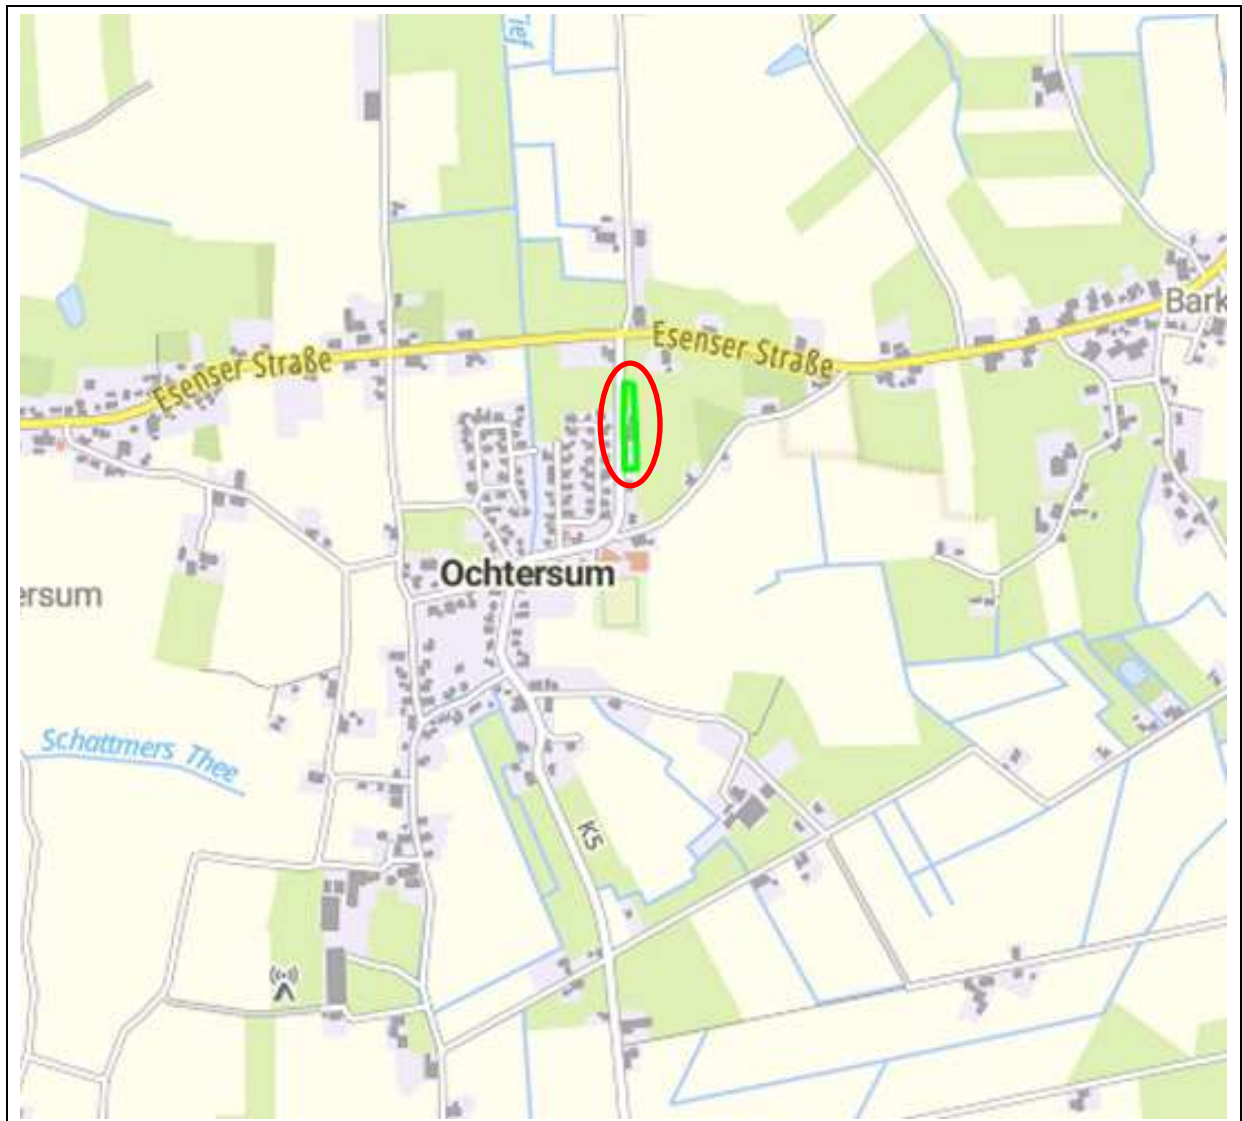 Tief
Bark
Esenser Straße
Esenser Straße
Ochtersum
ersum
Schattmers Thee
K5